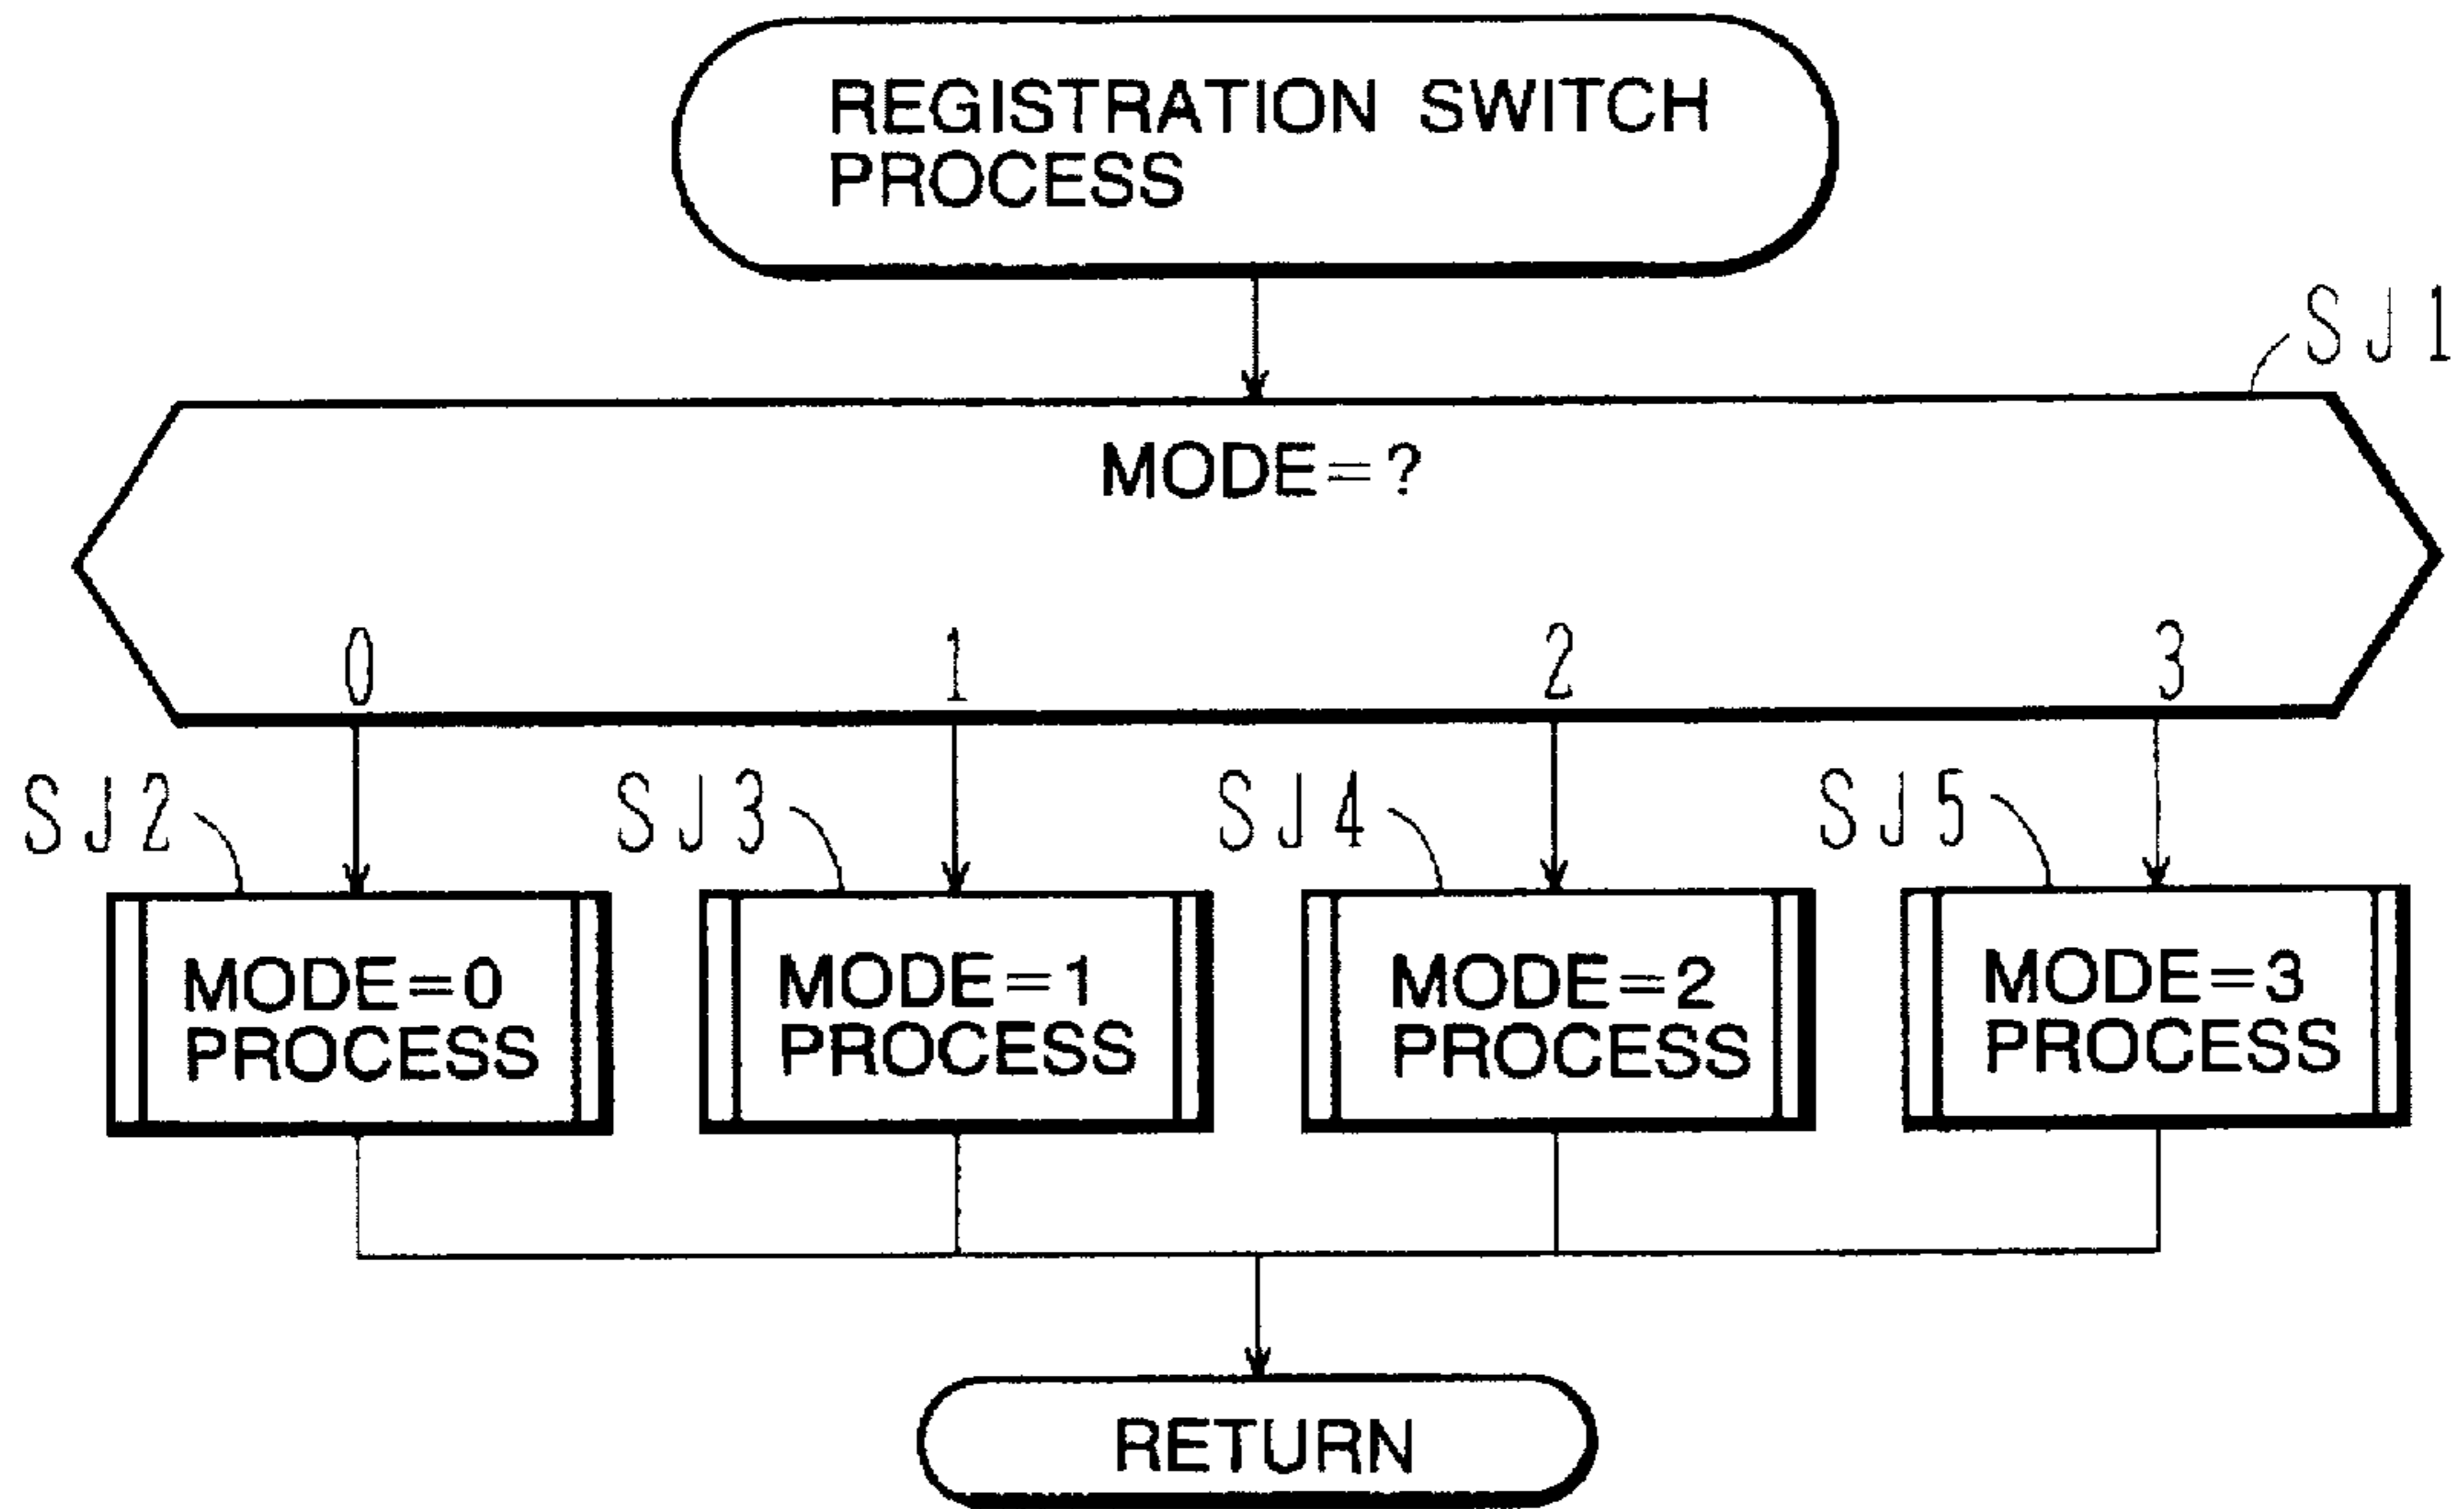 REGISTRATION SWITCH
PROCESS
SJ1
MODE=?
0
1
2
3
SJ2
SJ3
SJ4
SJ5
MODE=0
PROCESS
MODE=1
PROCESS
MODE=2
PROCESS
MODE=3
PROCESS
RETURN